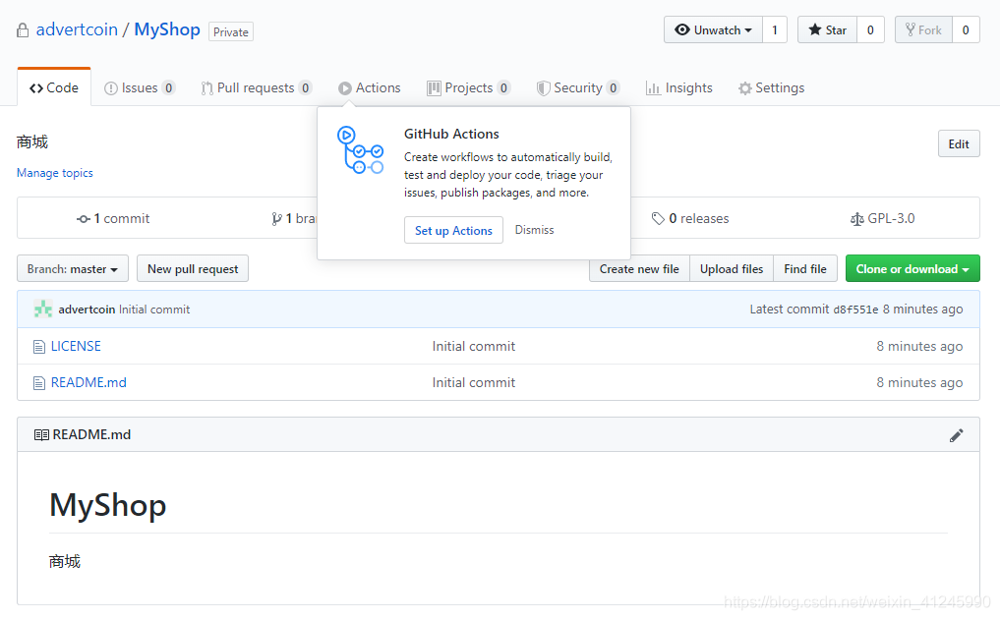 advertcoin / MyShop Private Unwatch 1 Star 0 Fork 0
Code Issues 0 Pull requests 0 Actions Projects 0 Security 0 Insights Settings
商城
Edit
Manage topics
GitHub Actions
Create workflows to automatically build,
test and deploy your code, triage your
issues, publish packages, and more.
Set up Actions Dismiss
1 commit 1 bra 0 releases GPL-3.0
Branch: master New pull request Create new file Upload files Find file Clone or download
advertcoin Initial commit Latest commit d8f551e 8 minutes ago
LICENSE Initial commit 8 minutes ago
README.md Initial commit 8 minutes ago
README.md
MyShop
商城
https://blog.csdn.net/weixin_41245990